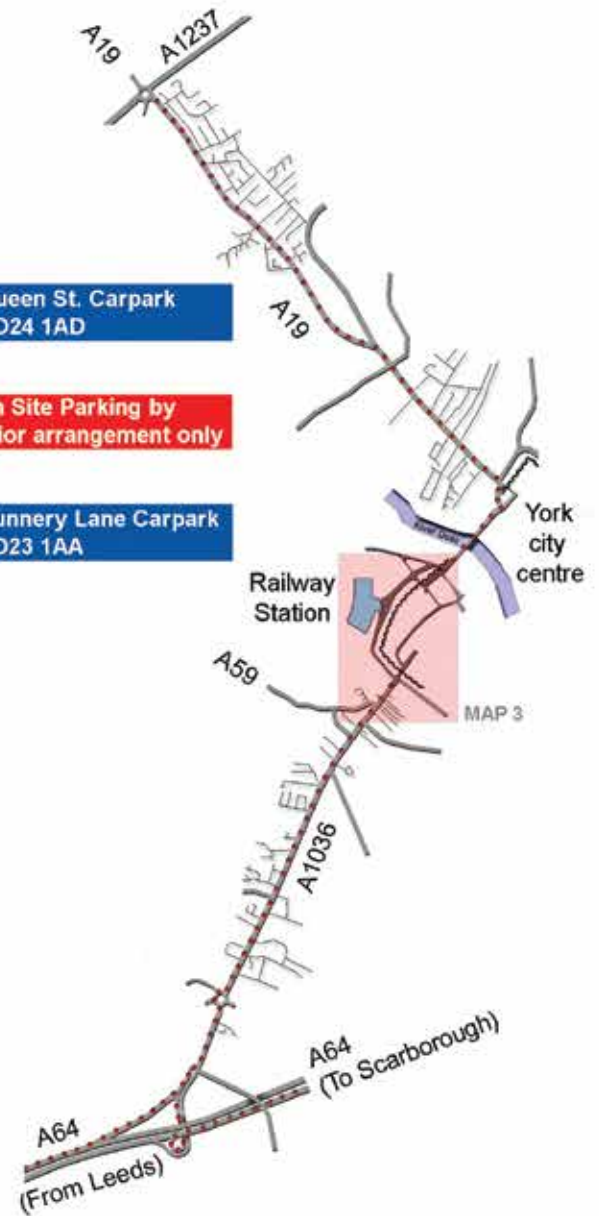 A19
A1237
ueen St. Carpark
O24 1AD
A19
n Site Parking by
ior arrangement only
unnery Lane Carpark
O23 1AA
York
city
centre
Railway
Station
A59
MAP 3
A1036
A64
(To Scarborough)
A64
(From Leeds)